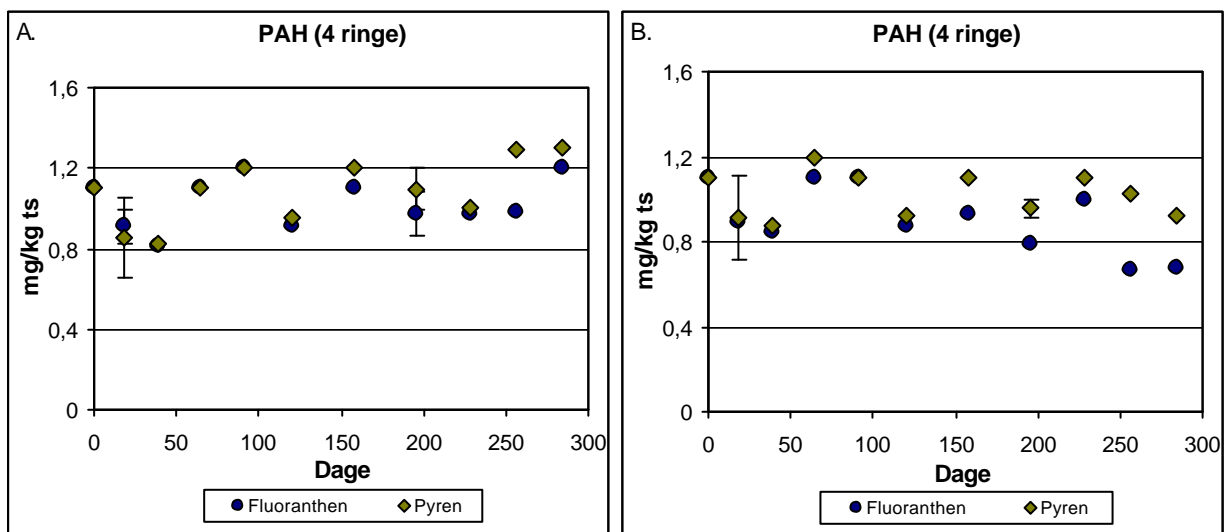 A.
PAH (4 ringe)
mg/kg ts
1,6
1,2
0,8
0,4
0
0 50 100 150 200 250 300
Dage
Fluoranthen Pyren
B.
PAH (4 ringe)
mg/kg ts
1,6
1,2
0,8
0,4
0
0 50 100 150 200 250 300
Dage
Fluoranthen Pyren